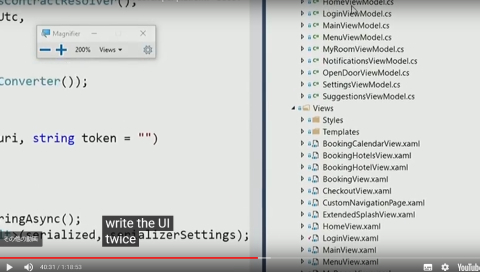 HomeViewModel.cs
LoginViewModel.cs
MainViewModel.cs
MenuViewModel.cs
MyRoomViewModel.cs
NotificationsViewModel.cs
OpenDoorViewModel.cs
SettingsViewModel.cs
SuggestionsViewModel.cs
Views
Styles
Templates
BookingCalendarView.xaml
BookingHotelsView.xaml
BookingHotelView.xaml
BookingView.xaml
CheckoutView.xaml
CustomNavigationPage.xaml
ExtendedSplashView.xaml
HomeView.xaml
LoginView.xaml
MainView.xaml
MenuView.xaml
sContractResolver(),
Utc,
Magnifier
200%
Views
Converter());
uri, string token = "")
ringAsync();
(serialized, serializerSettings);
その他の動画
write the UI
twice
40:31 / 1:18:53
YouTube